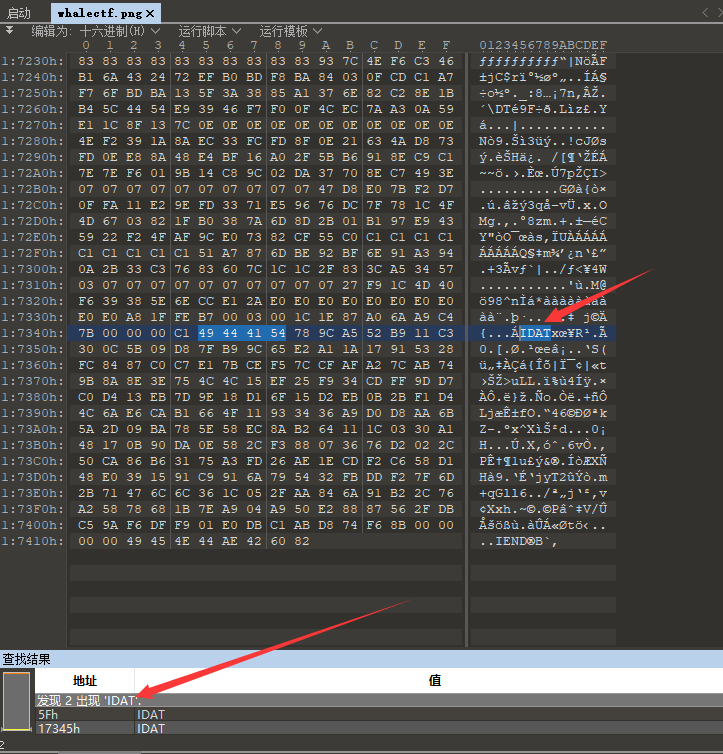 启动 whalectf.png ×
编辑为: 十六进制(H) 运行脚本 运行模板
0 1 2 3 4 5 6 7 8 9 A B C D E F 0123456789ABCDEF
1:7230h: 83 83 83 83 83 83 83 83 83 93 7C 4E F6 C3 46 ƒƒƒƒƒƒƒƒƒ“|NöÃF
1:7240h: B1 6A 43 24 72 EF B0 BD F8 BA 84 03 0F CD C1 A7 ±jC$rï°½øº„..ÍÁ§
1:7250h: F7 6F BD BA 13 5F 3A 38 85 A1 37 6E 82 C2 8E 1B ÷o½º._:8…¡7n‚ÂŽ.
1:7260h: B4 5C 44 54 E9 39 46 F7 F0 0F 4C EC 7A A3 0A 59 ´\DTé9F÷ð.Lìz£.Y
1:7270h: E1 1C 8F 13 7C 0E 0E 0E 0E 0E 0E 0E 0E 0E 0E 0E á...|...........
1:7280h: 4E F2 39 1A 8A EC 33 FC FD 8F 0E 21 63 4A D8 73 Nò9.Šì3üý..!cJØs
1:7290h: FD 0E E8 8A 48 E4 BF 16 A0 2F 5B B6 91 8E C9 C1 ý.èŠHä¿. /[¶‘ŽÉÁ
1:72A0h: 7E 7E F6 01 9B 14 C8 9C 02 DA 37 70 8E C7 49 3E ~~ö.›.Èœ.Ú7pŽÇI>
1:72B0h: 07 07 07 07 07 07 07 07 07 07 47 D8 E0 7B F2 D7 ..........GØà{ò×
1:72C0h: 0F FA 11 E2 9E FD 33 71 E5 96 76 DC 7F 78 1C 4F .ú.âžý3qå–vÜ.x.O
1:72D0h: 4D 67 03 82 1F B0 38 7A 6D 8D 2B 01 B1 97 E9 43 Mg.‚.°8zm.+.±—éC
1:72E0h: 59 22 F2 4F AF 9C E0 73 82 CF 55 C0 C1 C1 C1 C1 Y"òO¯œàs‚ÏUÀÁÁÁÁ
1:72F0h: C1 C1 C1 C1 C1 51 A7 87 6D BE 92 BF 6E 91 A3 94 ÁÁÁÁÁQ§‡m¾’¿n‘£”
1:7300h: 0A 2B 33 C3 76 83 60 7C 1C 1C 2F 83 3C A5 34 57 .+3Ãvƒ`|../ƒ<¥4W
1:7310h: 03 07 07 07 07 07 07 07 07 07 07 27 F9 1C 4D 40 ...........'ù.M@
1:7320h: F6 39 38 5E 6E CC E1 2A E0 E0 E0 E0 E0 E0 E0 E0 ö98^nÌá*àààààààà
1:7330h: E0 E0 A8 1F FE B7 00 03 00 1C 1E 87 A0 6A A9 C4 àà¨.þ·.....‡ j©Ä
1:7340h: 7B 00 00 00 C1 49 44 41 54 78 9C A5 52 B9 11 C3 {...ÁIDATxœ¥R¹.Ã
1:7350h: 30 0C 5B 09 D8 7F B9 9C 65 E2 A1 1A 17 91 53 28 0.[.Ø.¹œeâ¡..‘S(
1:7360h: FC 84 87 C0 C7 E1 7B CE F5 7C CF AF A2 7C AB 74 ü„‡ÀÇá{Îõ|Ï¯¢|«t
1:7370h: 9B 8A 8E 3E 75 4C 4C 15 EF 25 F9 34 CD FF 9D D7 ›ŠŽ>uLL.ï%ù4Íÿ.×
1:7380h: C0 D4 13 EB 7D 9E 18 D1 6F 15 D2 EB 0B 2B F1 D4 ÀÔ.ë}ž.Ño.Òë.+ñÔ
1:7390h: 4C 6A E6 CA B1 66 4F 11 93 34 36 A9 D0 D8 AA 6B LjæÊ±fO.“46©ÐØªk
1:73A0h: 5A 2D 09 BA 78 5E 58 EC 8A B2 64 11 1C 03 30 A1 Z-.ºx^XìŠ²d...0¡
1:73B0h: 48 17 0B 90 DA 0E 58 2C F3 88 07 36 76 D2 02 2C H...Ú.X,óˆ.6vÒ.,
1:73C0h: 50 CA 86 B6 31 75 A3 FD 26 AE 1E CD F2 C6 58 D1 PÊ†¶1u£ý&®.ÍòÆXÑ
1:73D0h: 48 E0 39 15 91 C9 91 6A 79 54 32 FB DD F2 7F 6D Hà9.‘É‘jyT2ûÝò.m
1:73E0h: 2B 71 47 6C 6C 36 1C 05 2F AA 84 6A 91 B2 2C 76 +qGll6../ª„j‘²,v
1:73F0h: A2 58 78 68 1B 7E A9 04 A9 50 E2 88 87 56 2F DB ¢Xxh.~©.©Pâˆ‡V/Û
1:7400h: C5 9A F6 DF F9 01 E0 DB C1 AB D8 74 F6 8B 00 00 Åšößù.àÛÁ«Øtö‹..
1:7410h: 00 00 49 45 4E 44 AE 42 60 82 ..IEND®B`‚
查找结果
地址 值
发现 2 出现 'IDAT'.
5Fh IDAT
17345h IDAT
2